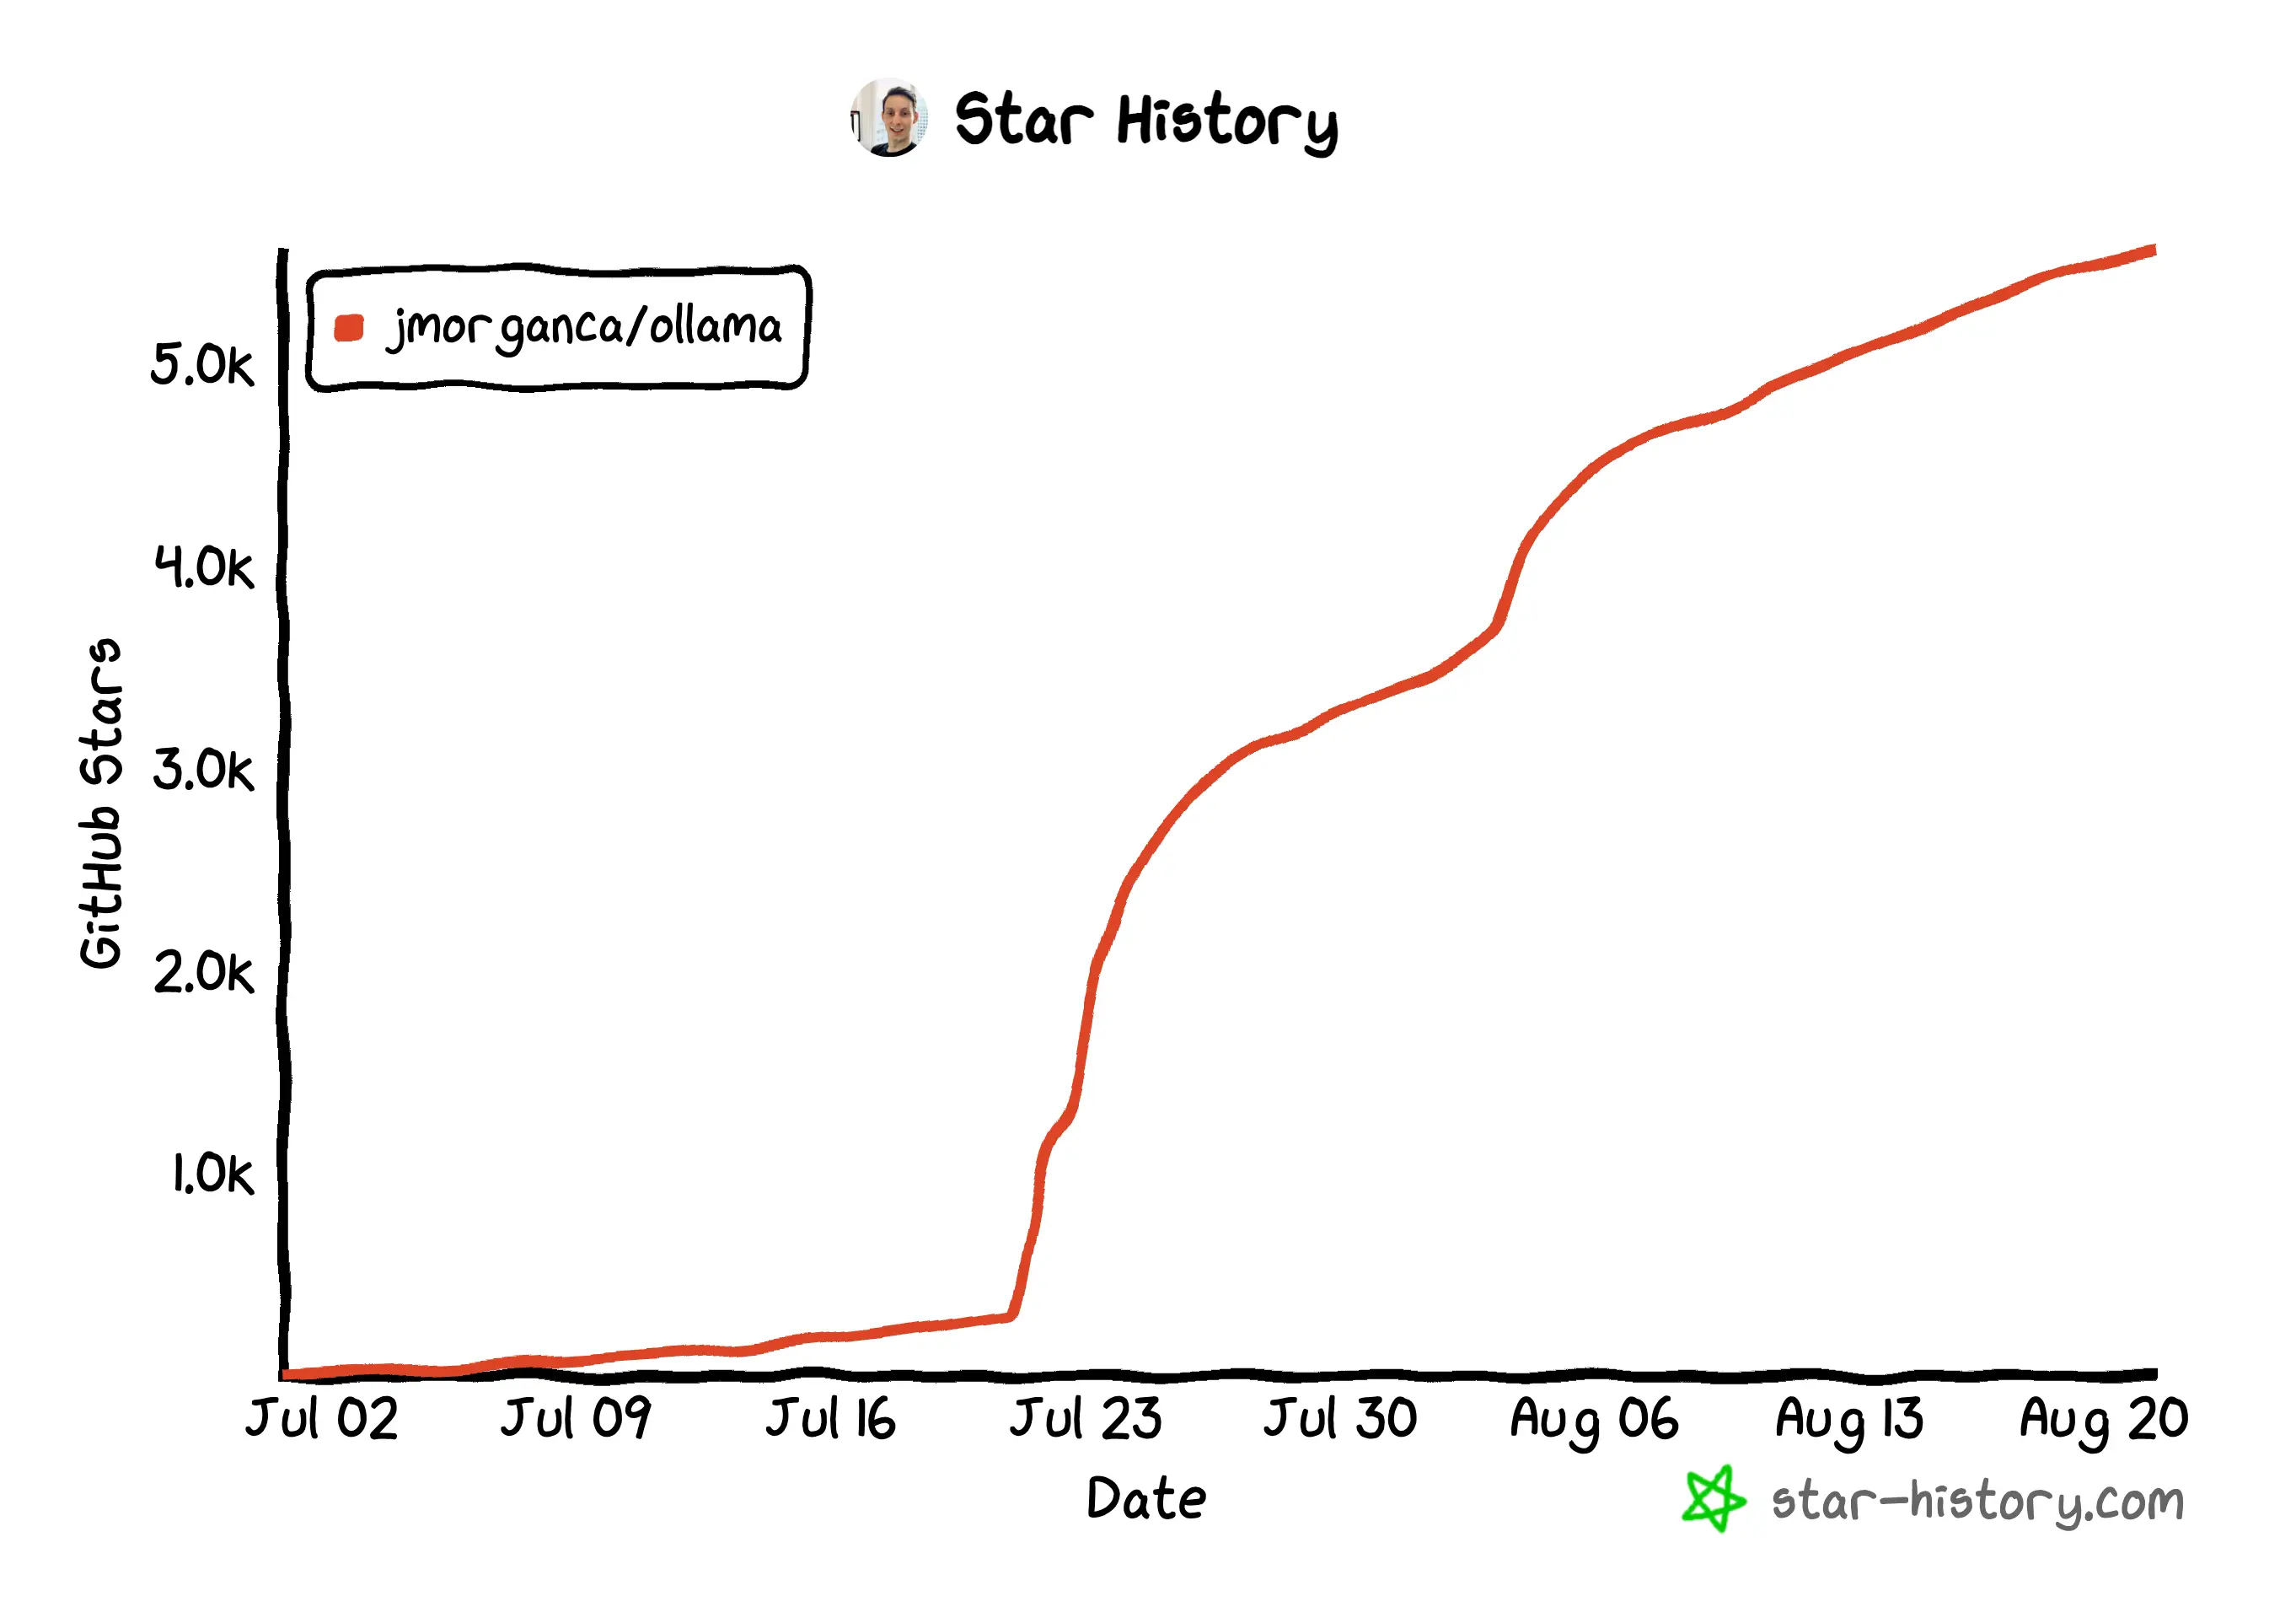 Star History
jmorganca/ollama
5.0K
4.0K
3.0K
2.0K
1.0K
GitHub Stars
Jul 02 Jul 09 Jul 16 Jul 23 Jul 30 Aug 06 Aug 13 Aug 20
Date
star-history.com